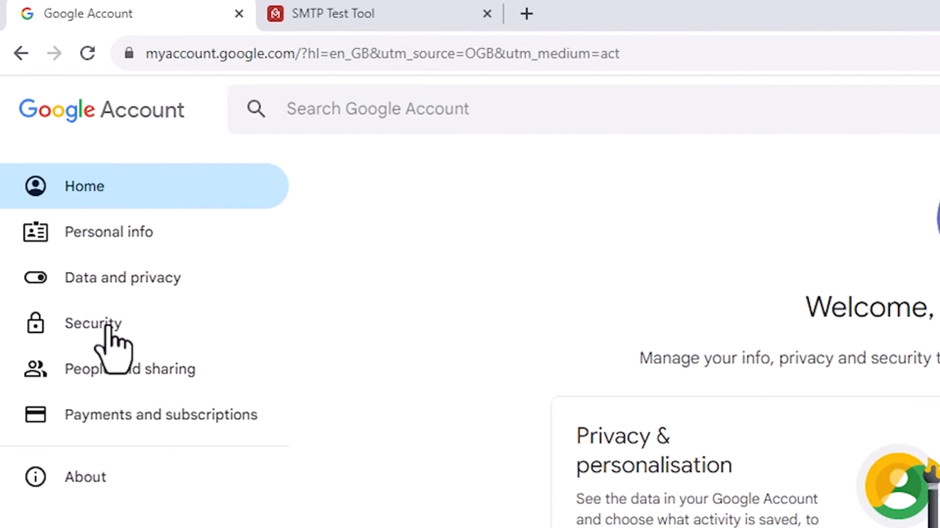 Google Account
SMTP Test Tool
myaccount.google.com/?hl=en_GB&utm_source=OGB&utm_medium=act
Google Account
Search Google Account
Home
Personal info
Data and privacy
Security
People and sharing
Payments and subscriptions
About
Welcome,
Manage your info, privacy and security
Privacy &
personalisation
See the data in your Google Account
and choose what activity is saved, to